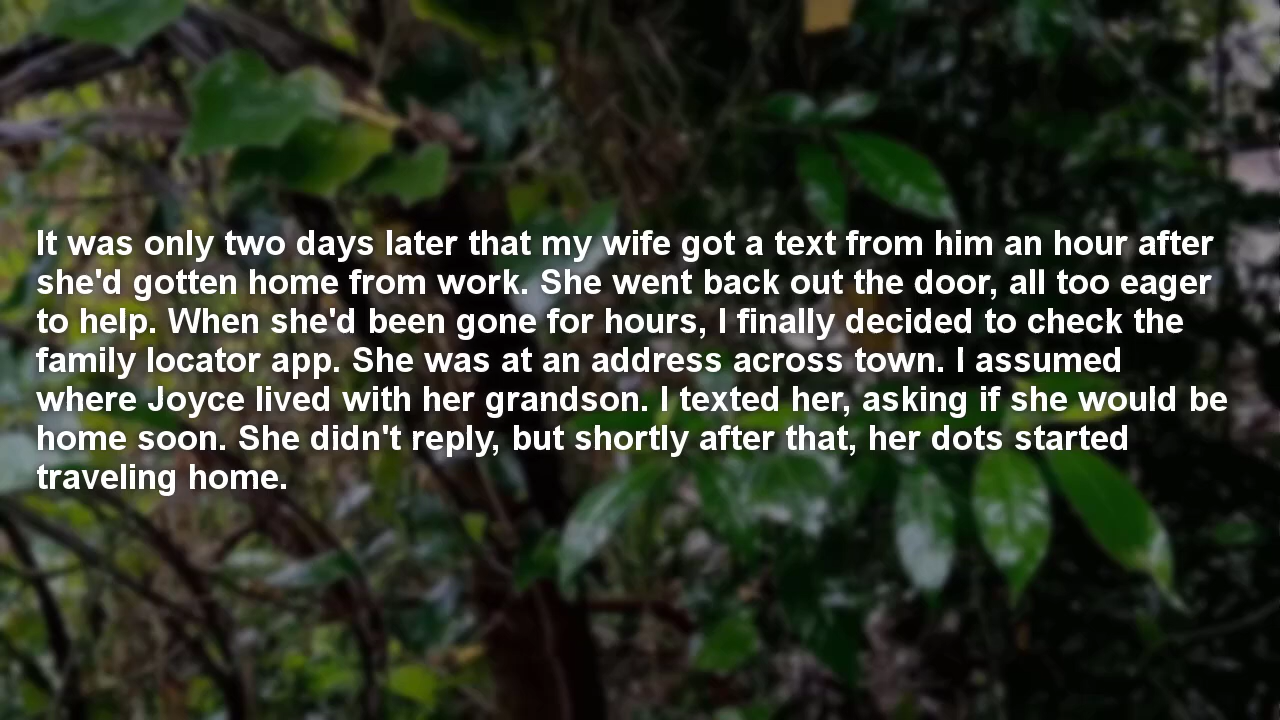 It was only two days later that my wife got a text from him an hour after
she'd gotten home from work. She went back out the door, all too eager
to help. When she'd been gone for hours, I finally decided to check the
family locator app. She was at an address across town. I assumed
where Joyce lived with her grandson. I texted her, asking if she would be
home soon. She didn't reply, but shortly after that, her dots started
traveling home.